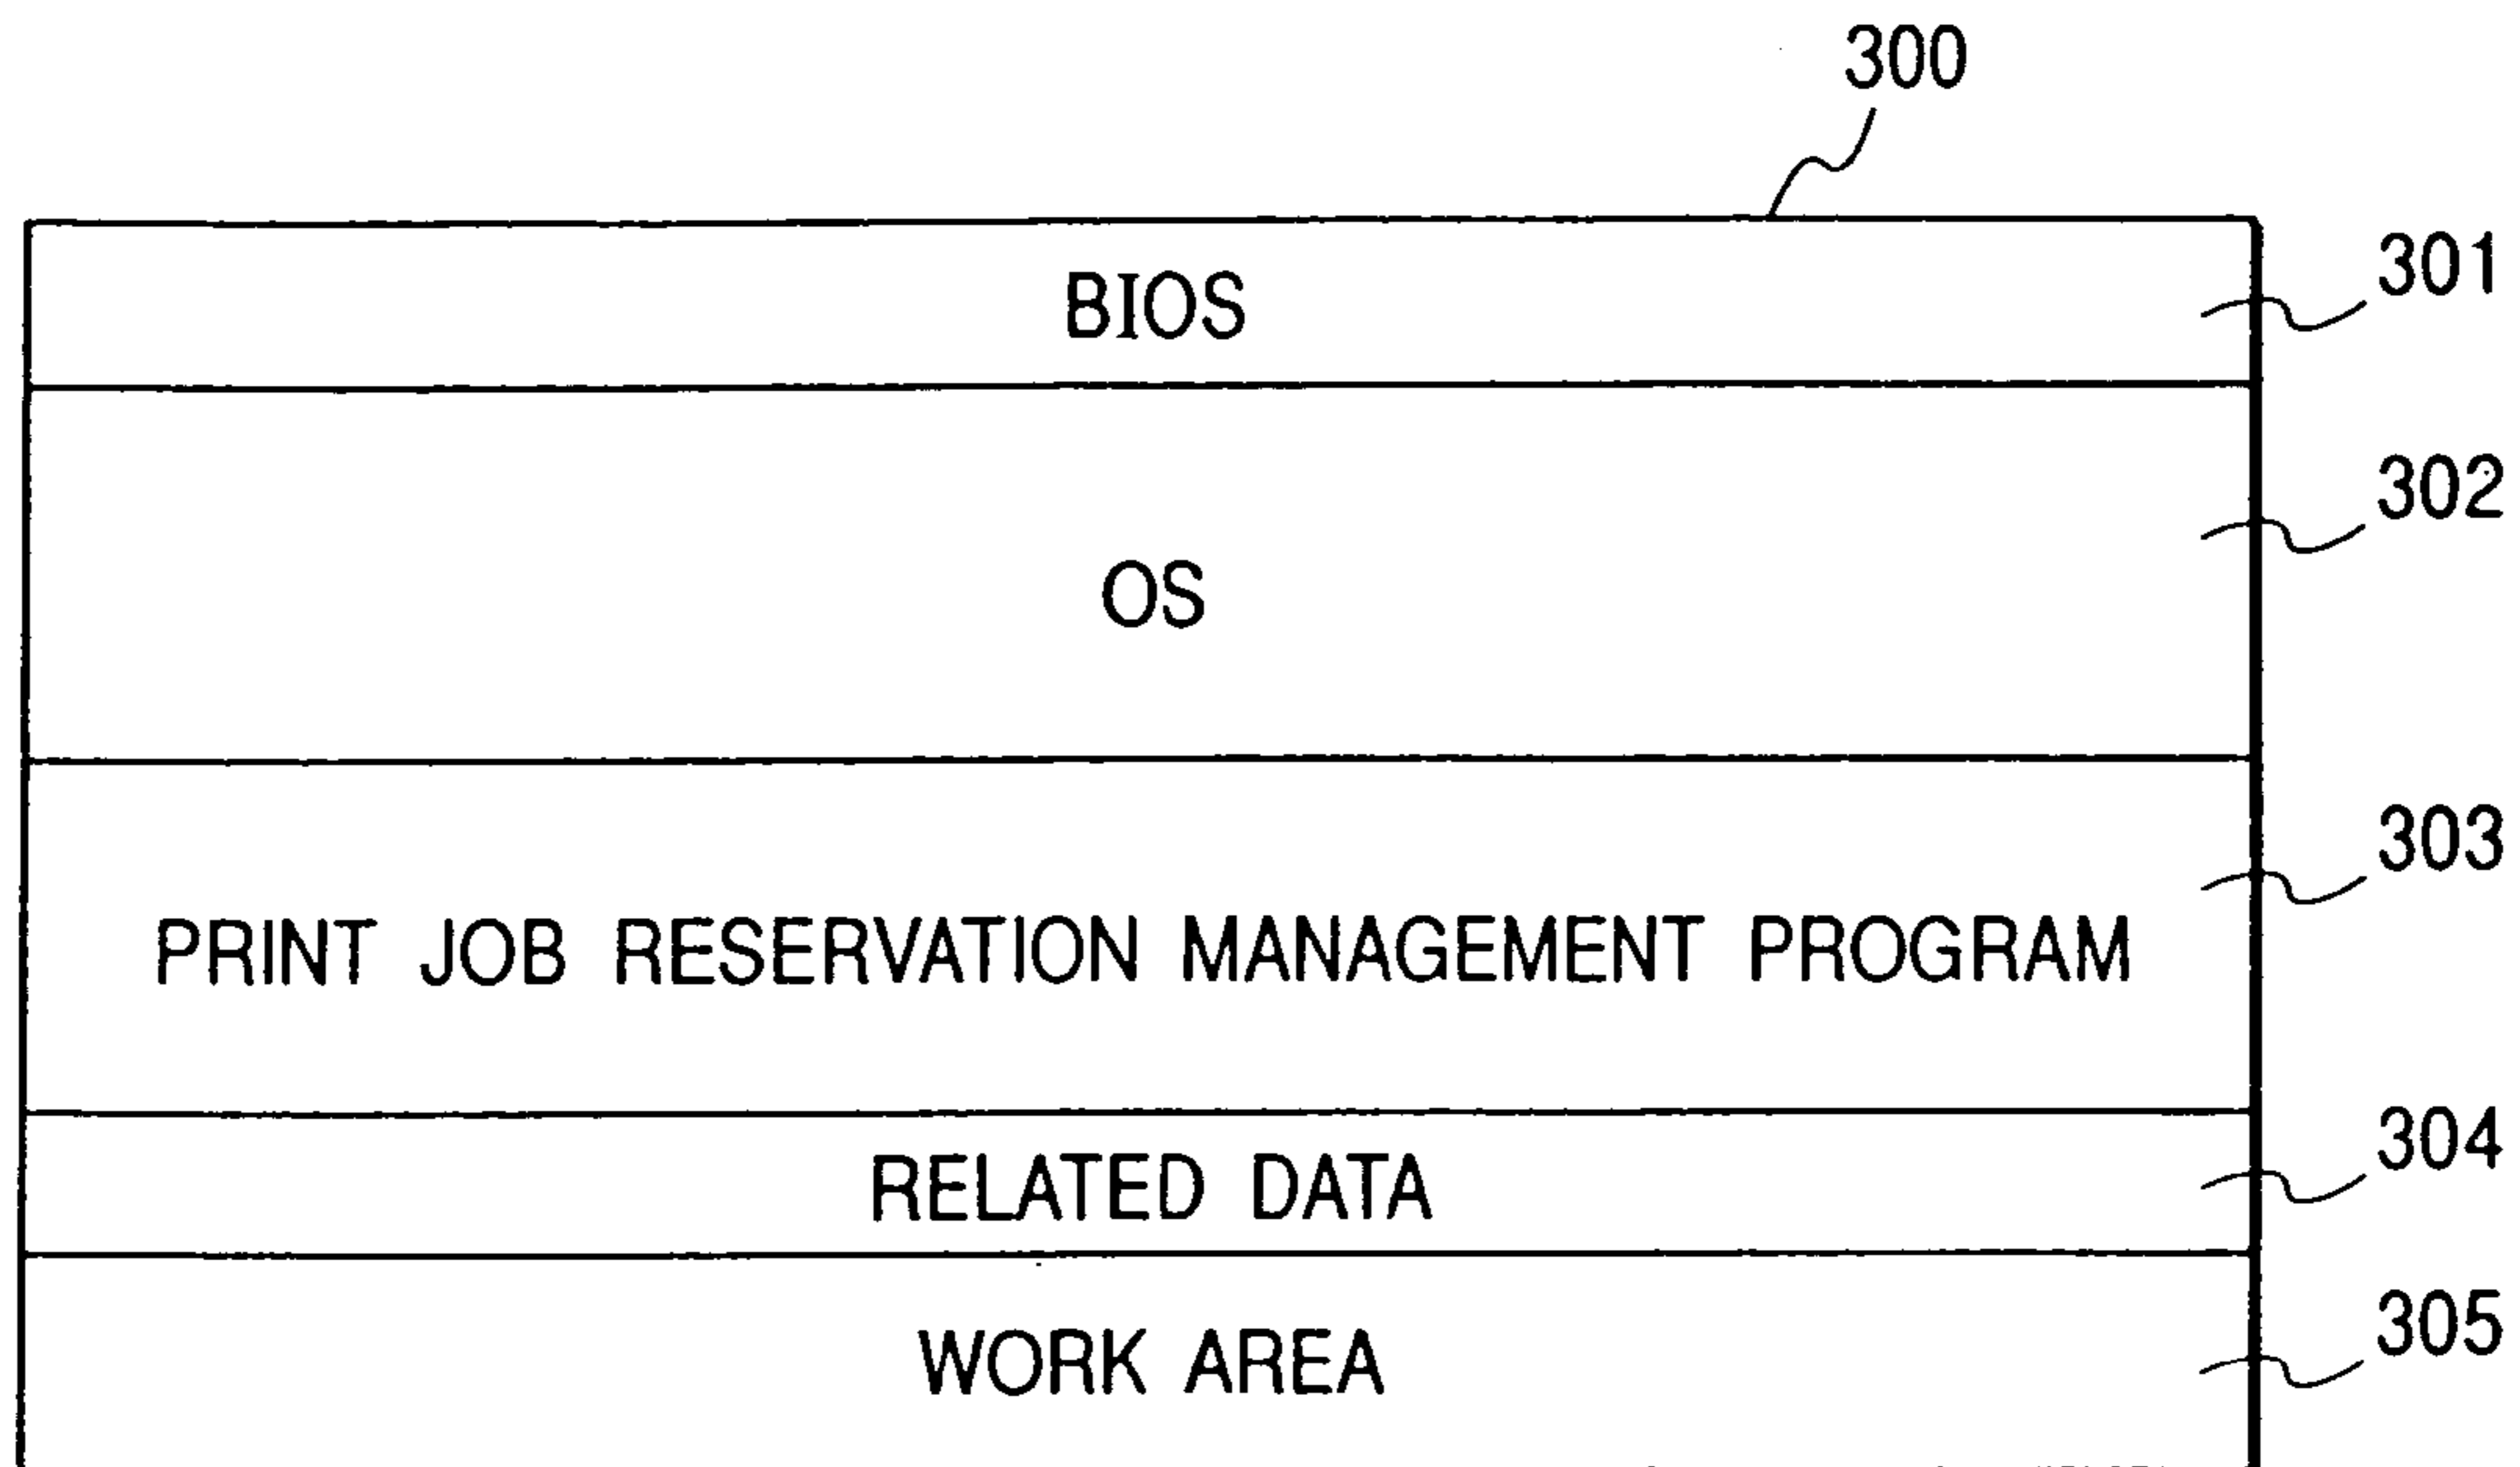 300
BIOS
301
302
OS
303
PRINT JOB RESERVATION MANAGEMENT PROGRAM
304
RELATED DATA
305
WORK AREA